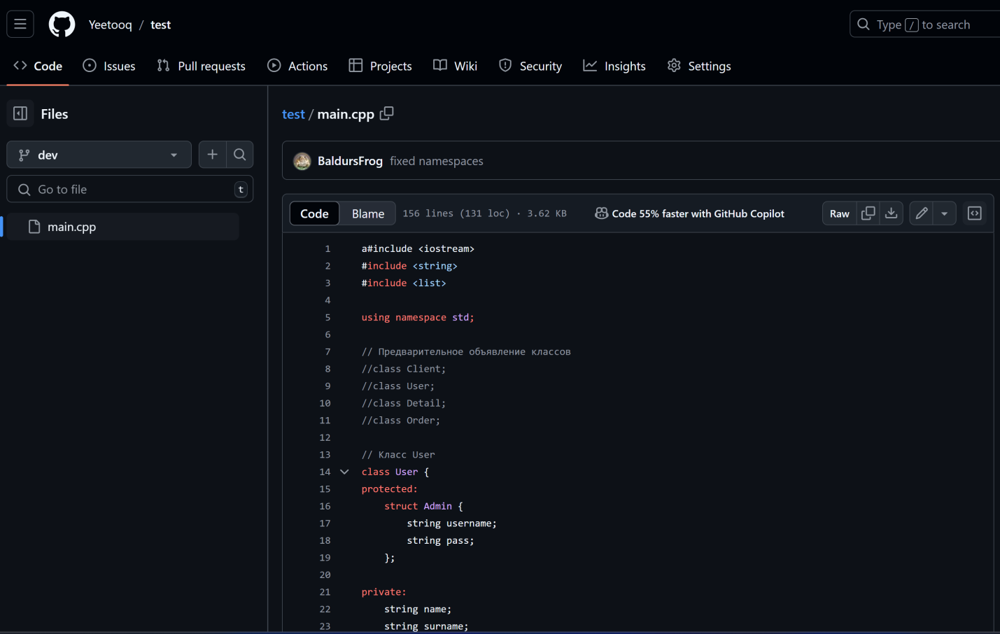 Yeetooq / test
Type / to search
Code Issues Pull requests Actions Projects Wiki Security Insights Settings
Files
dev
Go to file t
main.cpp
test / main.cpp
BaldursFrog fixed namespaces
Code Blame 156 lines (131 loc) · 3.62 KB Code 55% faster with GitHub Copilot Raw
1 a#include <iostream>
2 #include <string>
3 #include <list>
4
5 using namespace std;
6
7 // Предварительное объявление классов
8 //class Client;
9 //class User;
10 //class Detail;
11 //class Order;
12
13 // Класс User
14 class User {
15 protected:
16 struct Admin {
17 string username;
18 string pass;
19 };
20
21 private:
22 string name;
23 string surname;